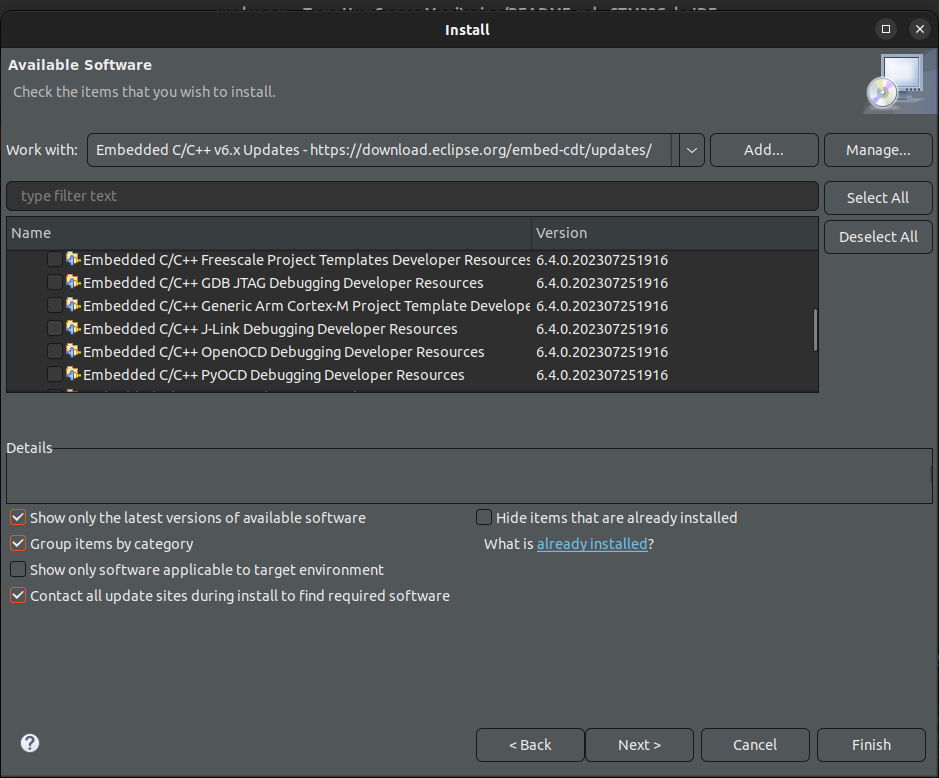 Install
Available Software
Check the items that you wish to install.
Work with: Embedded C/C++ v6.x Updates - https://download.eclipse.org/embed-cdt/updates/ Add... Manage...
type filter text Select All
Name Version Deselect All
Embedded C/C++ Freescale Project Templates Developer Resources 6.4.0.202307251916
Embedded C/C++ GDB JTAG Debugging Developer Resources 6.4.0.202307251916
Embedded C/C++ Generic Arm Cortex-M Project Template Develope 6.4.0.202307251916
Embedded C/C++ J-Link Debugging Developer Resources 6.4.0.202307251916
Embedded C/C++ OpenOCD Debugging Developer Resources 6.4.0.202307251916
Embedded C/C++ PyOCD Debugging Developer Resources 6.4.0.202307251916
Details
Show only the latest versions of available software Hide items that are already installed
Group items by category What is already installed?
Show only software applicable to target environment
Contact all update sites during install to find required software
? < Back Next > Cancel Finish